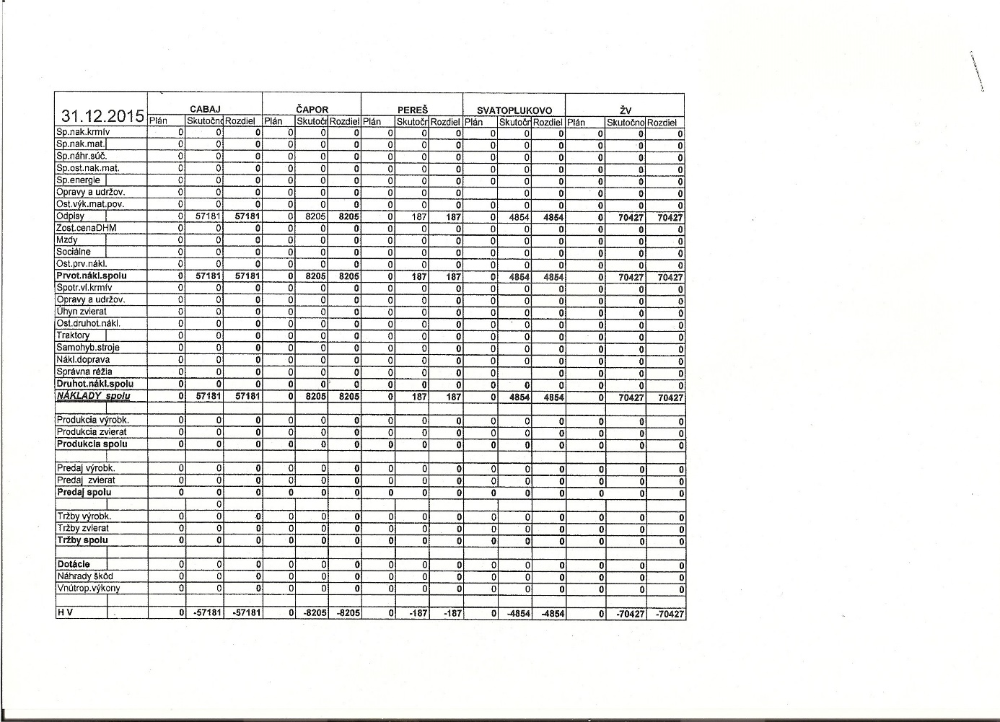 CABAJ ČAPOR PEREŠ SVATOPLUKOVO ŽV
31.12.2015 Plán Skutočno Rozdiel Plán Skutočn Rozdiel Plán Skutočn Rozdiel Plán Skutočn Rozdiel Plán Skutočno Rozdiel
Sp.nak.krmív 0 0 0 0 0 0 0 0 0 0 0 0 0 0 0
Sp.nak.mat. 0 0 0 0 0 0 0 0 0 0 0 0 0 0 0
Sp.náhr.súč. 0 0 0 0 0 0 0 0 0 0 0 0 0 0 0
Sp.ost.nak.mat. 0 0 0 0 0 0 0 0 0 0 0 0 0 0 0
Sp.energie 0 0 0 0 0 0 0 0 0 0 0 0 0 0 0
Opravy a udržov. 0 0 0 0 0 0 0 0 0 0 0 0 0 0
Ost.výk.mat.pov. 0 0 0 0 0 0 0 0 0 0 0 0 0 0 0
Odpisy 0 57181 57181 0 8205 8205 0 187 187 0 4854 4854 0 70427 70427
Zost.cenaDHM 0 0 0 0 0 0 0 0 0 0 0 0 0 0 0
Mzdy 0 0 0 0 0 0 0 0 0 0 0 0 0 0 0
Sociálne 0 0 0 0 0 0 0 0 0 0 0 0 0 0 0
Ost.prv.nákl. 0 0 0 0 0 0 0 0 0 0 0 0 0 0 0
Prvot.nákl.spolu 0 57181 57181 0 8205 8205 0 187 187 0 4854 4854 0 70427 70427
Spotr.vl.krmív 0 0 0 0 0 0 0 0 0 0 0 0 0 0 0
Opravy a udržov. 0 0 0 0 0 0 0 0 0 0 0 0 0 0 0
Úhyn zvierat 0 0 0 0 0 0 0 0 0 0 0 0 0 0 0
Ost.druhot.nákl. 0 0 0 0 0 0 0 0 0 0 0 0 0 0 0
Traktory 0 0 0 0 0 0 0 0 0 0 0 0 0 0 0
Samohyb.stroje 0 0 0 0 0 0 0 0 0 0 0 0 0 0 0
Nákl.doprava 0 0 0 0 0 0 0 0 0 0 0 0 0 0 0
Správna réžia 0 0 0 0 0 0 0 0 0 0 0 0 0 0
Druhot.nákl.spolu 0 0 0 0 0 0 0 0 0 0 0 0 0 0 0
NÁKLADY spolu 0 57181 57181 0 8205 8205 0 187 187 0 4854 4854 0 70427 70427
Produkcia výrobk. 0 0 0 0 0 0 0 0 0 0 0 0 0 0 0
Produkcia zvierat 0 0 0 0 0 0 0 0 0 0 0 0 0 0 0
Produkcia spolu 0 0 0 0 0 0 0 0 0 0 0 0 0 0 0
Predaj výrobk. 0 0 0 0 0 0 0 0 0 0 0 0 0 0 0
Predaj zvierat 0 0 0 0 0 0 0 0 0 0 0 0 0 0 0
Predaj spolu 0 0 0 0 0 0 0 0 0 0 0 0 0 0 0
0
Tržby výrobk. 0 0 0 0 0 0 0 0 0 0 0 0 0 0 0
Tržby zvierat 0 0 0 0 0 0 0 0 0 0 0 0 0 0 0
Tržby spolu 0 0 0 0 0 0 0 0 0 0 0 0 0 0 0
Dotácie 0 0 0 0 0 0 0 0 0 0 0 0 0 0 0
Náhrady škôd 0 0 0 0 0 0 0 0 0 0 0 0 0 0 0
Vnútrop.výkony 0 0 0 0 0 0 0 0 0 0 0 0 0 0 0
H V 0 -57181 -57181 0 -8205 -8205 0 -187 -187 0 -4854 -4854 0 -70427 -70427